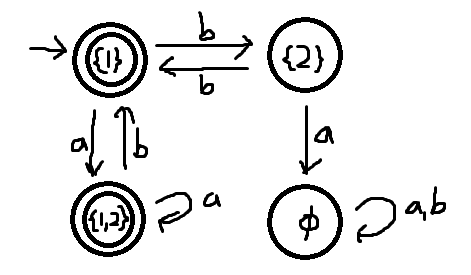 b
{1} {2}
b
a b a
{1,2} a ϕ a,b